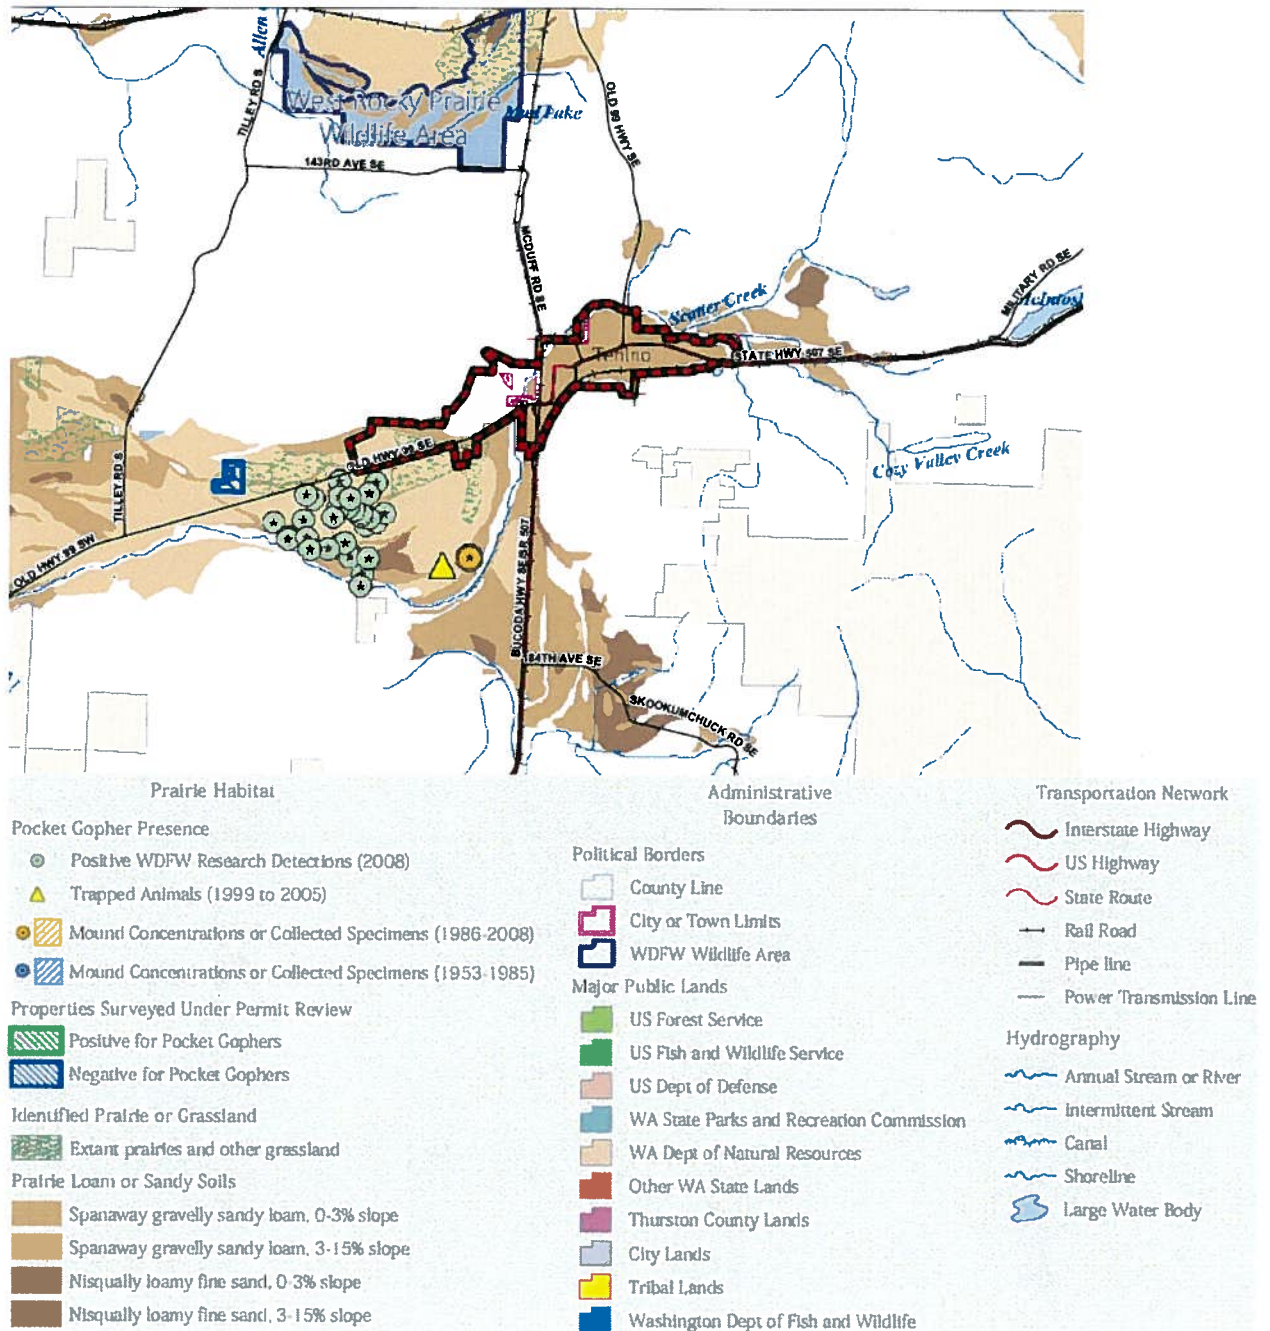 Allen C
TILLEY RD S
West Rocky Prairie
Wildlife Area
Mud Lake
OLD 99 HWY SE
143RD AVE SE
MCDUFF RD SE
MILITARY RD SE
McIntosh
Scatter Creek
Tenino
STATE HWY 507 SE
OLD HWY 99 SE
Cozy Valley Creek
TILLEY RD S
OLD HWY 99 SW
BUCODA HWY SE/SR 507
184TH AVE SE
SKOOKUMCHUCK RD SE
Prairie Habitat
Pocket Gopher Presence
Positive WDFW Research Detections (2008)
Trapped Animals (1999 to 2005)
Mound Concentrations or Collected Specimens (1986-2008)
Mound Concentrations or Collected Specimens (1953-1985)
Properties Surveyed Under Permit Review
Positive for Pocket Gophers
Negative for Pocket Gophers
Identified Prairie or Grassland
Extant prairies and other grassland
Prairie Loam or Sandy Soils
Spanaway gravelly sandy loam, 0-3% slope
Spanaway gravelly sandy loam, 3-15% slope
Nisqually loamy fine sand, 0-3% slope
Nisqually loamy fine sand, 3-15% slope
Administrative
Boundaries
Political Borders
County Line
City or Town Limits
WDFW Wildlife Area
Major Public Lands
US Forest Service
US Fish and Wildlife Service
US Dept of Defense
WA State Parks and Recreation Commission
WA Dept of Natural Resources
Other WA State Lands
Thurston County Lands
City Lands
Tribal Lands
Washington Dept of Fish and Wildlife
Transportation Network
Interstate Highway
US Highway
State Route
Rail Road
Pipe line
Power Transmission Line
Hydrography
Annual Stream or River
Intermittent Stream
Canal
Shoreline
Large Water Body